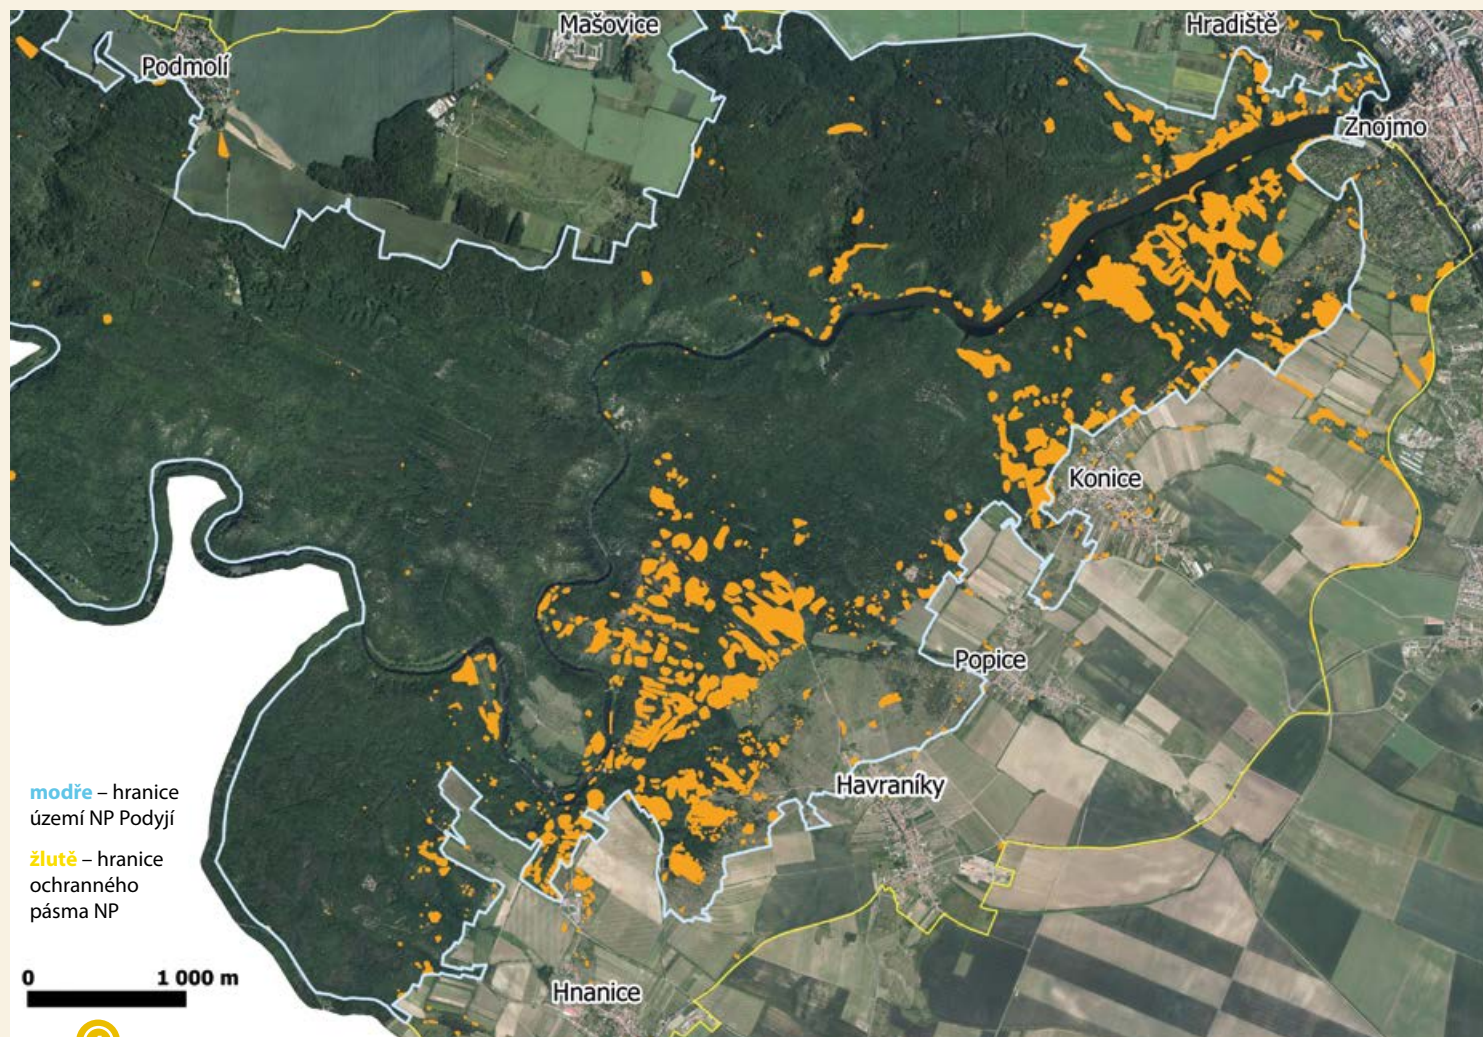 Mašovice
Hradiště
Podmolí
Znojmo
Konice
Popice
Havraníky
modře – hranice
území NP Podyjí
žlutě – hranice
ochranného
pásma NP
0 1 000 m
Hnanice